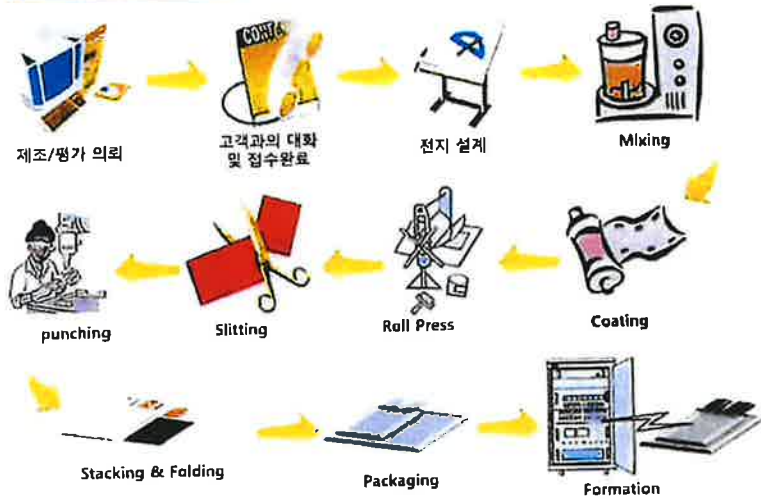 CONT
제조/평가 의뢰
고객과의 대화
및 접수완료
전지 설계
Mixing
punching
Slitting
Roll Press
Coating
Stacking & Folding
Packaging
Formation